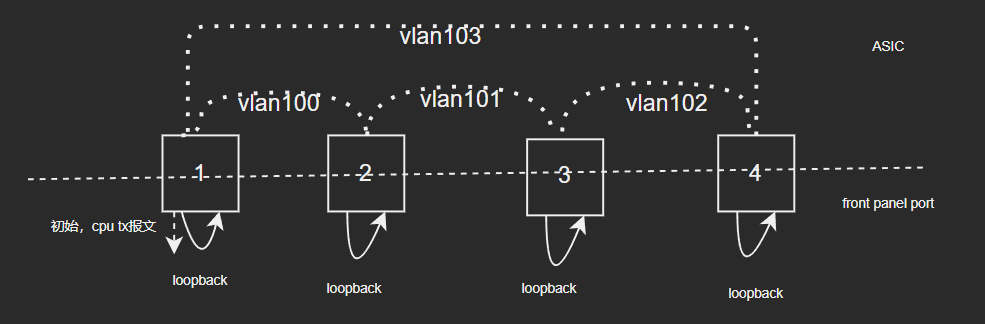 vlan103
ASIC
vlan100
vlan101
vlan102
1
2
3
4
front panel port
初始，cpu tx报文
loopback
loopback
loopback
loopback